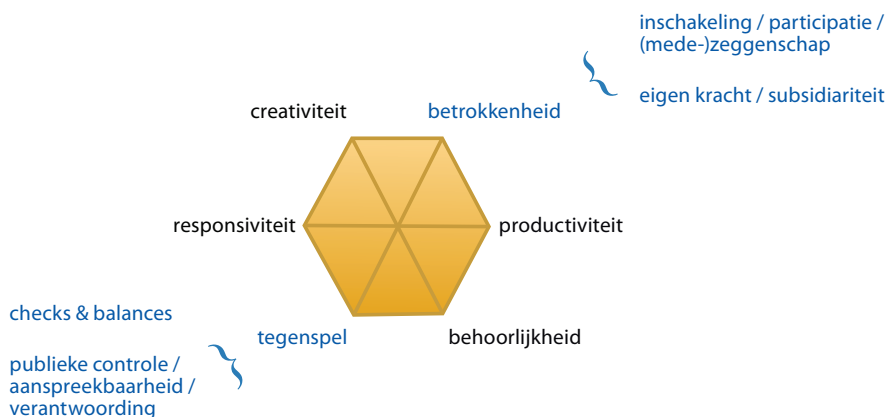 inschakeling / participatie /
(mede-)zeggenschap
eigen kracht / subsidiariteit
creativiteit
betrokkenheid
responsiviteit
productiviteit
checks & balances
tegenspel
behoorlijkheid
publieke controle /
aanspreekbaarheid /
verantwoording